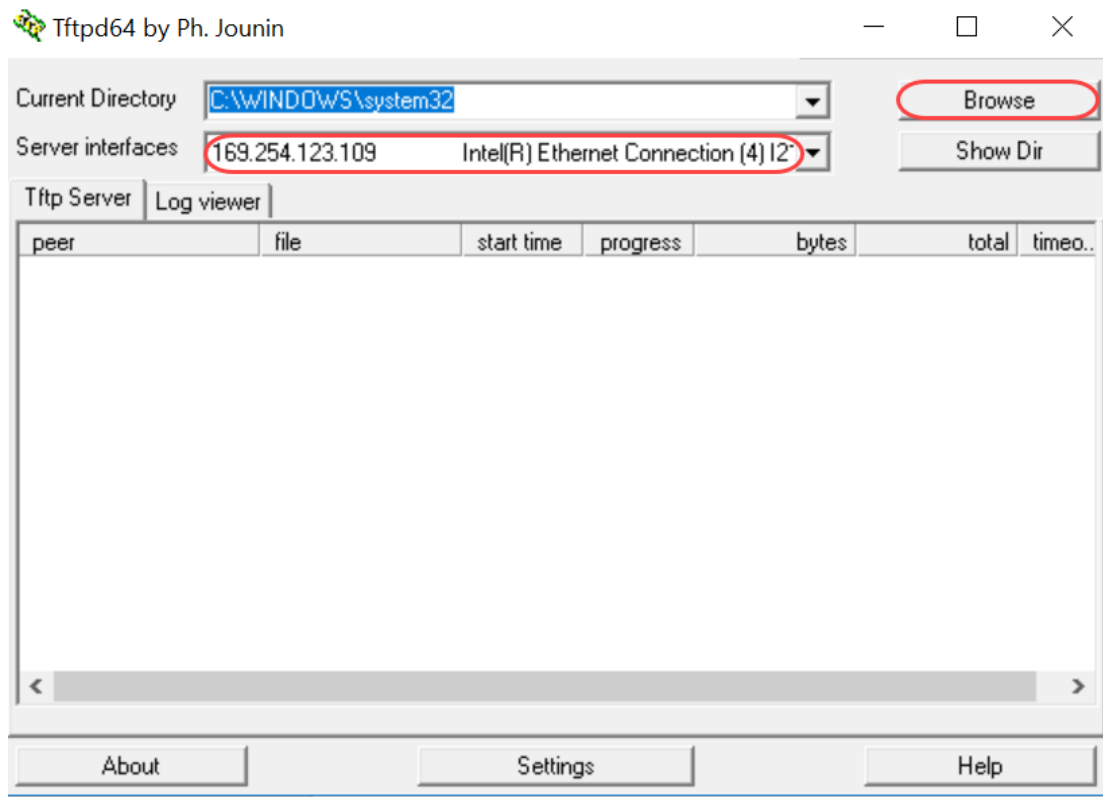 Tftpd64 by Ph. Jounin
Current Directory C:\WINDOWS\system32 Browse
Server interfaces 169.254.123.109 Intel(R) Ethernet Connection (4) I2 Show Dir
Tftp Server Log viewer
peer file start time progress bytes total timeo..
About Settings Help